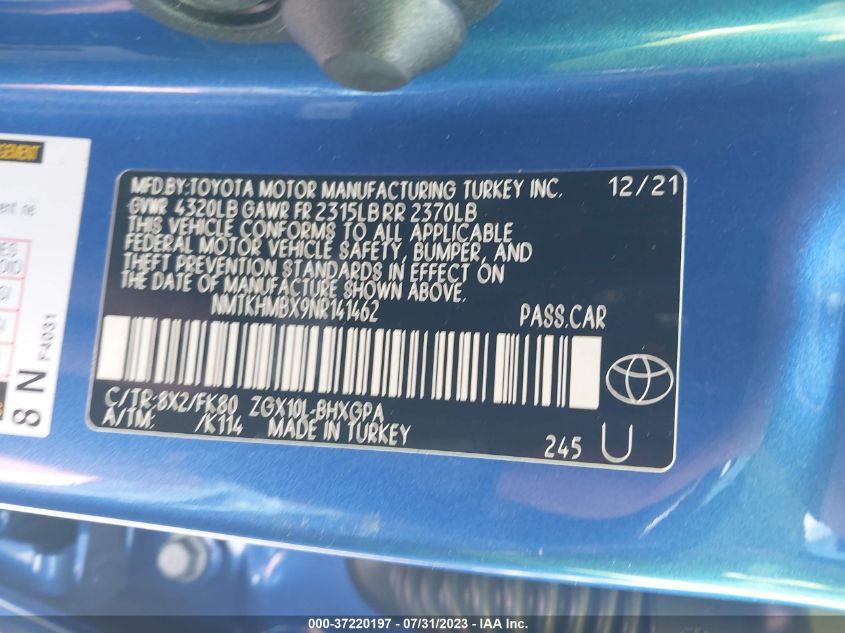 MFD.BY:TOYOTA MOTOR MANUFACTURING TURKEY INC. 12/21
GVWR 4320LB GAWR FR 2315LB RR 2370LB
THIS VEHICLE CONFORMS TO ALL APPLICABLE
FEDERAL MOTOR VEHICLE SAFETY, BUMPER, AND
THEFT PREVENTION STANDARDS IN EFFECT ON
THE DATE OF MANUFACTURE SHOWN ABOVE.
NMTKHMBX9NR141462 PASS.CAR
C/TR:8X2/FK80 ZGX10L-BHXGPA
A/TM: /K114 MADE IN TURKEY 245 U
8 N F4031
000-37220197 - 07/31/2023 - IAA Inc.